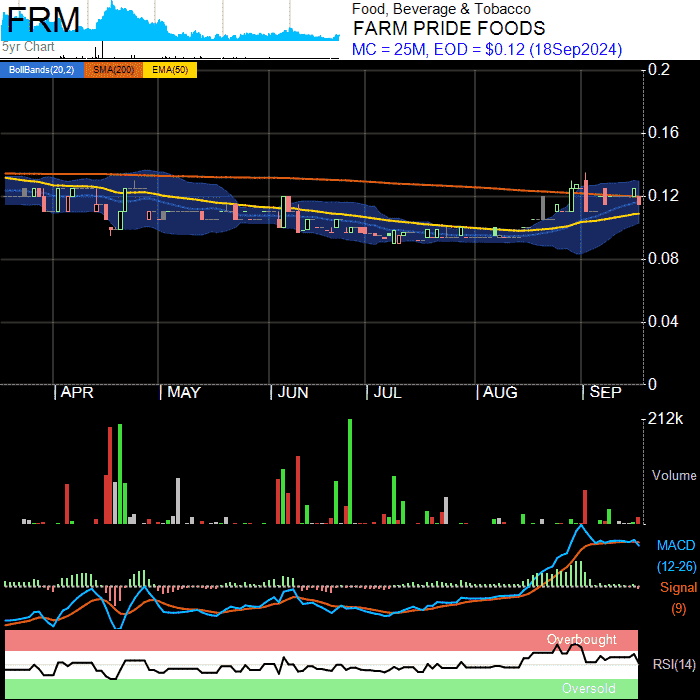 FRM
5yr Chart
Food, Beverage & Tobacco
FARM PRIDE FOODS
MC = 25M, EOD = $0.12 (18Sep2024)
BollBands(20,2) SMA(200) EMA(50)
0.2
0.16
0.12
0.08
0.04
0
APR MAY JUN JUL AUG SEP
212k
Volume
MACD
(12-26)
Signal
(9)
Overbought
RSI(14)
Oversold